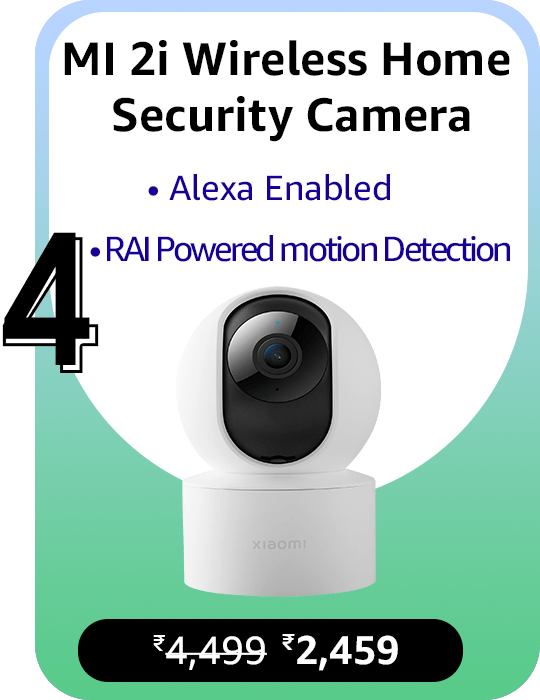 MI 2i Wireless Home
Security Camera
• Alexa Enabled
• RAI Powered motion Detection
4
xiaomi
₹4,499 ₹2,459